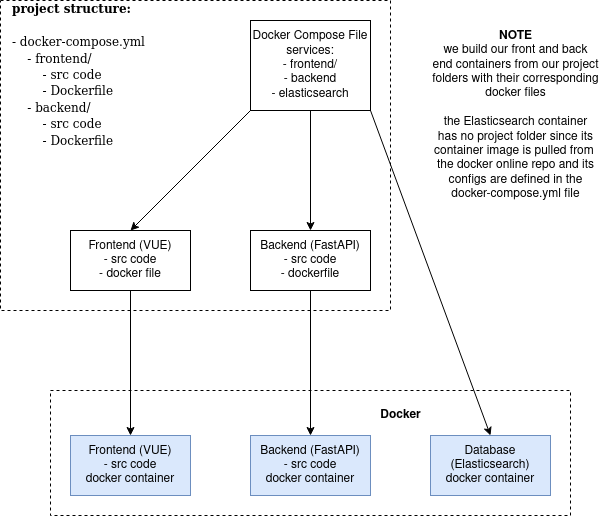 project structure:
- docker-compose.yml
- frontend/
- src code
- Dockerfile
- backend/
- src code
- Dockerfile
Docker Compose File
services:
- frontend/
- backend
- elasticsearch
NOTE
we build our front and back
end containers from our project
folders with their corresponding
docker files
the Elasticsearch container
has no project folder since its
container image is pulled from
the docker online repo and its
configs are defined in the
docker-compose.yml file
Frontend (VUE)
- src code
- docker file
Backend (FastAPI)
- src code
- dockerfile
Docker
Frontend (VUE)
- src code
docker container
Backend (FastAPI)
- src code
docker container
Database
(Elasticsearch)
docker container